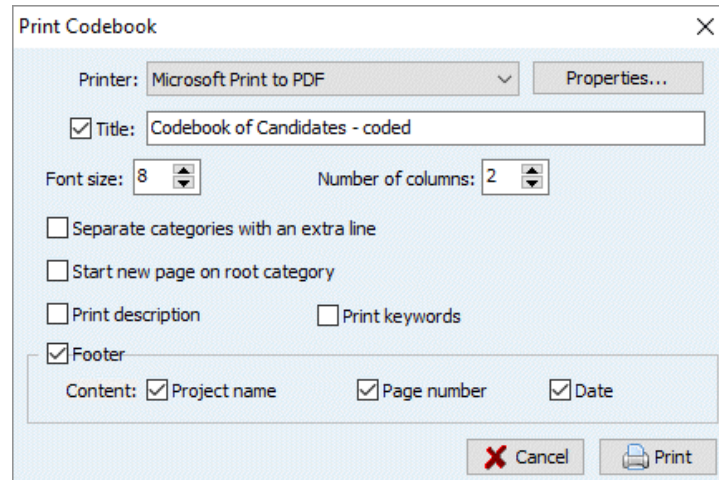 Print Codebook
Printer: Microsoft Print to PDF Properties...
Title: Codebook of Candidates - coded
Font size: 8 Number of columns: 2
Separate categories with an extra line
Start new page on root category
Print description Print keywords
Footer
Content: Project name Page number Date
Cancel Print